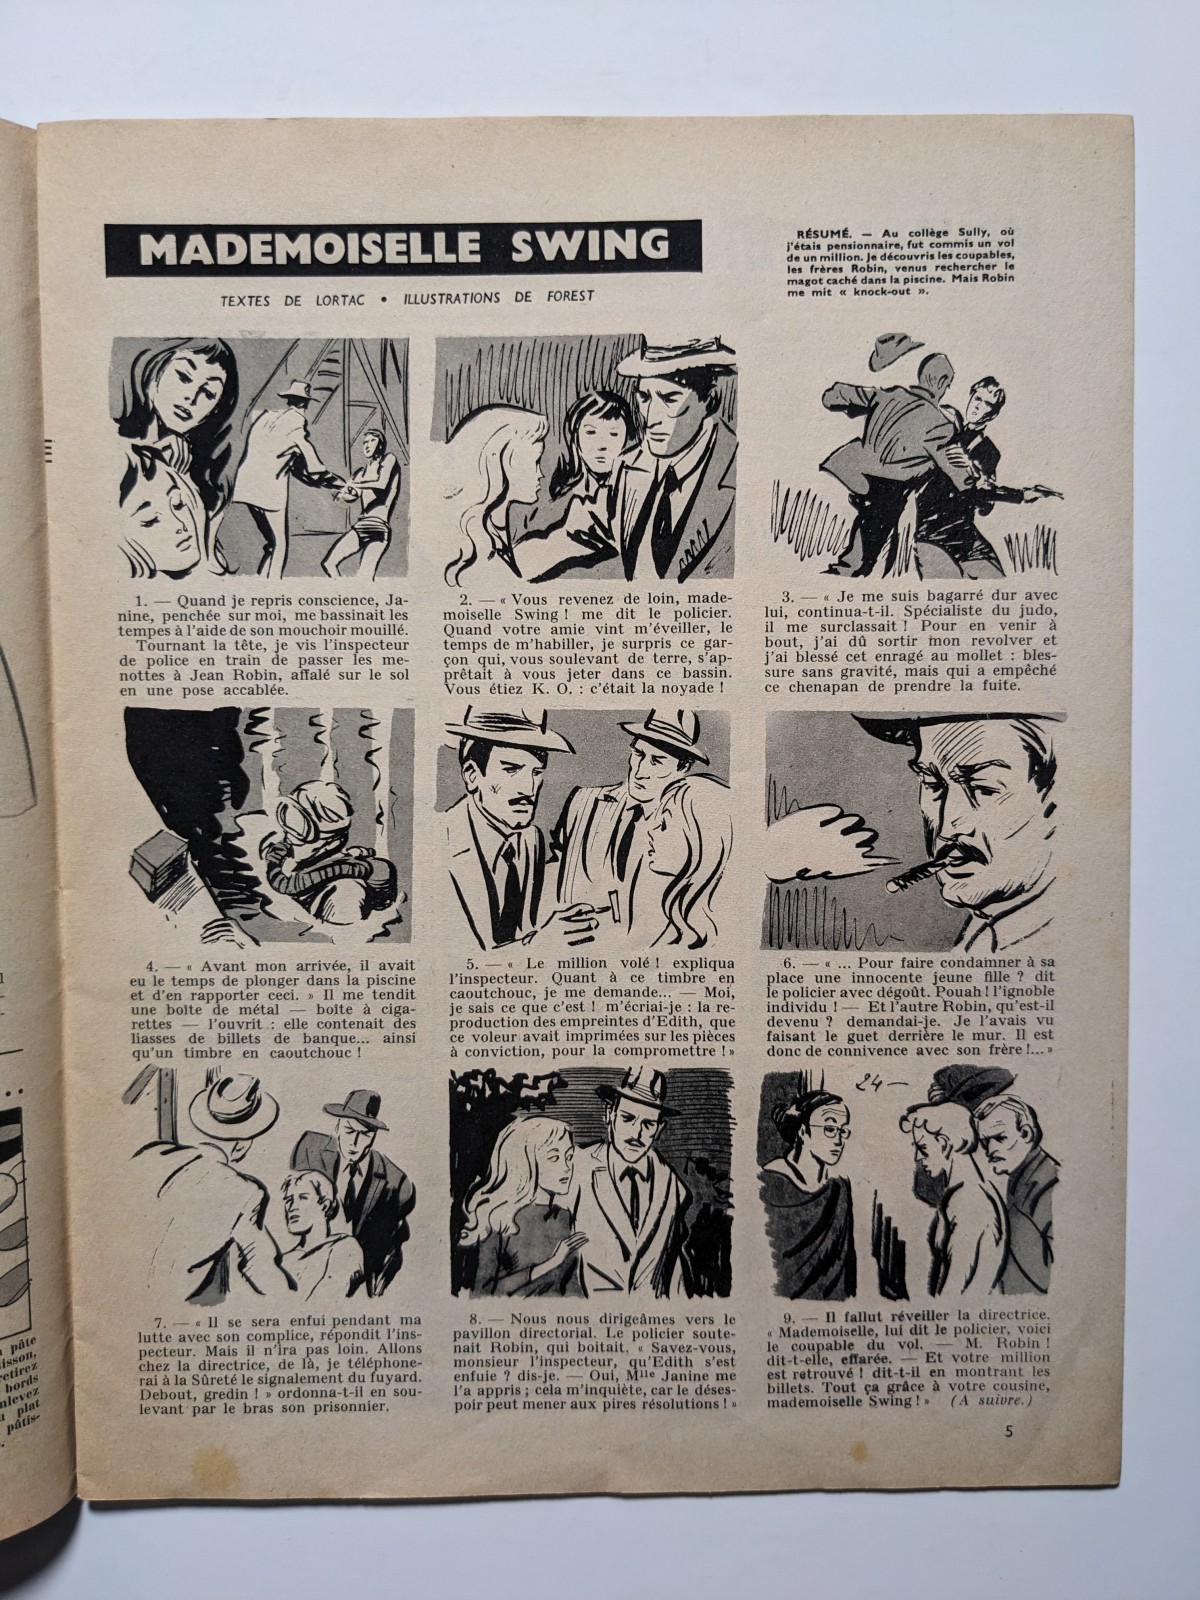 MADEMOISELLE SWING
TEXTES DE LORTAC • ILLUSTRATIONS DE FOREST
RÉSUMÉ. — Au collège Sully, où
j'étais pensionnaire, fut commis un vol
de un million. Je découvris les coupables,
les frères Robin, venus rechercher le
magot caché dans la piscine. Mais Robin
me mit « knock-out ».
1. — Quand je repris conscience, Ja-
nine, penchée sur moi, me bassinait les
tempes à l'aide de son mouchoir mouillé.
Tournant la tête, je vis l'inspecteur
de police en train de passer les me-
nottes à Jean Robin, affalé sur le sol
en une pose accablée.
2. — « Vous revenez de loin, made-
moiselle Swing ! me dit le policier.
Quand votre amie vint m'éveiller, le
temps de m'habiller, je surpris ce gar-
çon qui, vous soulevant de terre, s'ap-
prêtait à vous jeter dans ce bassin.
Vous étiez K. O. : c'était la noyade !
3. — « Je me suis bagarré dur avec
lui, continua-t-il. Spécialiste du judo,
il me surclassait ! Pour en venir à
bout, j'ai dû sortir mon revolver et
j'ai blessé cet enragé au mollet : bles-
sure sans gravité, mais qui a empêché
ce chenapan de prendre la fuite.
4. — « Avant mon arrivée, il avait
eu le temps de plonger dans la piscine
et d'en rapporter ceci. » Il me tendit
une boîte de métal — boîte à ciga-
rettes — l'ouvrit : elle contenait des
liasses de billets de banque... ainsi
qu'un timbre en caoutchouc !
5. — « Le million volé ! expliqua
l'inspecteur. Quant à ce timbre en
caoutchouc, je me demande... — Moi,
je sais ce que c'est ! m'écriai-je : la re-
production des empreintes d'Edith, que
ce voleur avait imprimées sur les pièces
à conviction, pour la compromettre ! »
6. — « ... Pour faire condamner à sa
place une innocente jeune fille ? dit
le policier avec dégoût. Pouah ! l'ignoble
individu ! — Et l'autre Robin, qu'est-il
devenu ? demandai-je. Je l'avais vu
faisant le guet derrière le mur. Il est
donc de connivence avec son frère !... »
24 —
7. — « Il se sera enfui pendant ma
lutte avec son complice, répondit l'ins-
pecteur. Mais il n'ira pas loin. Allons
chez la directrice, de là, je téléphone-
rai à la Sûreté le signalement du fuyard.
Debout, gredin ! » ordonna-t-il en sou-
levant par le bras son prisonnier.
8. — Nous nous dirigeâmes vers le
pavillon directorial. Le policier soute-
nait Robin, qui boitait. « Savez-vous,
monsieur l'inspecteur, qu'Edith s'est
enfuie ? dis-je. — Oui, Mlle Janine me
l'a appris ; cela m'inquiète, car le déses-
poir peut mener aux pires résolutions ! »
9. — Il fallut réveiller la directrice.
« Mademoiselle, lui dit le policier, voici
le coupable du vol. — M. Robin !
dit-t-elle, effarée. — Et votre million
est retrouvé ! dit-t-il en montrant les
billets. Tout ça grâce à votre cousine,
mademoiselle Swing ! » (A suivre.)
5
pâte
isson,
retirez
bords
nlevez
plat
pâtis-